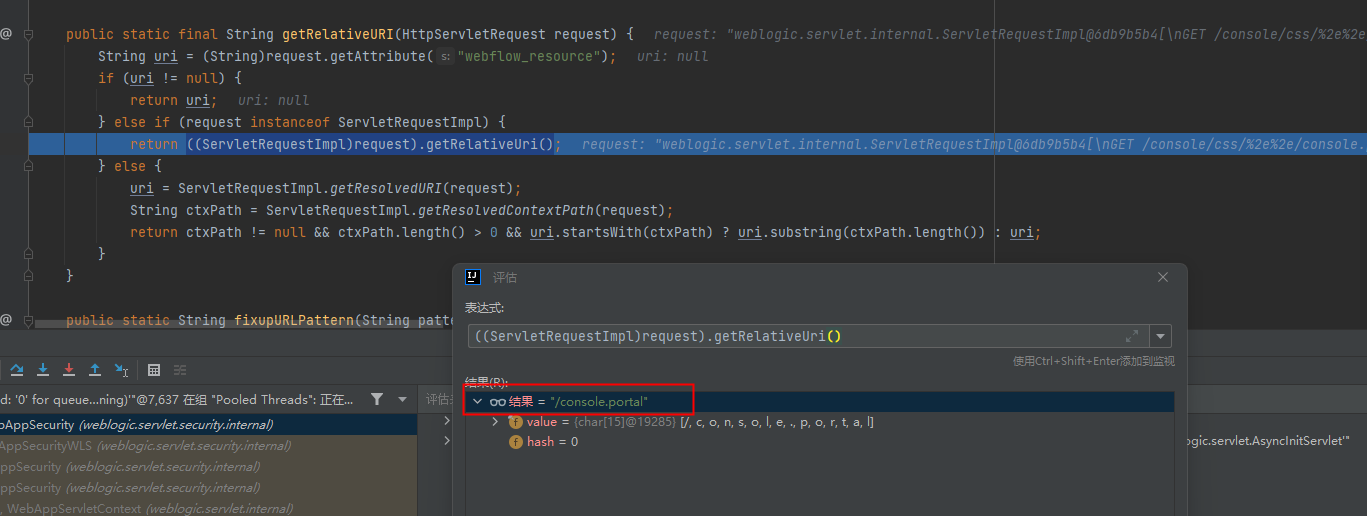 public static final String getRelativeURI(HttpServletRequest request) { request: "weblogic.servlet.internal.ServletRequestImpl@6db9b5b4[\nGET /console/css/%2e%2e
String uri = (String)request.getAttribute( s: "webflow_resource"); uri: null
if (uri != null) {
return uri; uri: null
} else if (request instanceof ServletRequestImpl) {
return ((ServletRequestImpl)request).getRelativeUri(); request: "weblogic.servlet.internal.ServletRequestImpl@6db9b5b4[\nGET /console/css/%2e%2e/console.
} else {
uri = ServletRequestImpl.getResolvedURI(request);
String ctxPath = ServletRequestImpl.getResolvedContextPath(request);
return ctxPath != null && ctxPath.length() > 0 && uri.startsWith(ctxPath) ? uri.substring(ctxPath.length()) : uri;
}
}
public static String fixupURLPattern(String patte
评估
表达式:
((ServletRequestImpl)request).getRelativeUri()
使用Ctrl+Shift+Enter添加到监视
结果(R):
结果 = "/console.portal"
value = {char[15]@19285} [/, c, o, n, s, o, l, e, ., p, o, r, t, a, l]
hash = 0
d: '0' for queue...ning)'"@7,637 在组 "Pooled Threads": 正在...
bAppSecurity (weblogic.servlet.security.internal)
AppSecurityWLS (weblogic.servlet.security.internal)
ppSecurity (weblogic.servlet.security.internal)
ppSecurity (weblogic.servlet.security.internal)
, WebAppServletContext (weblogic.servlet.internal)
评估
gic.servlet.AsyncInitServlet'"